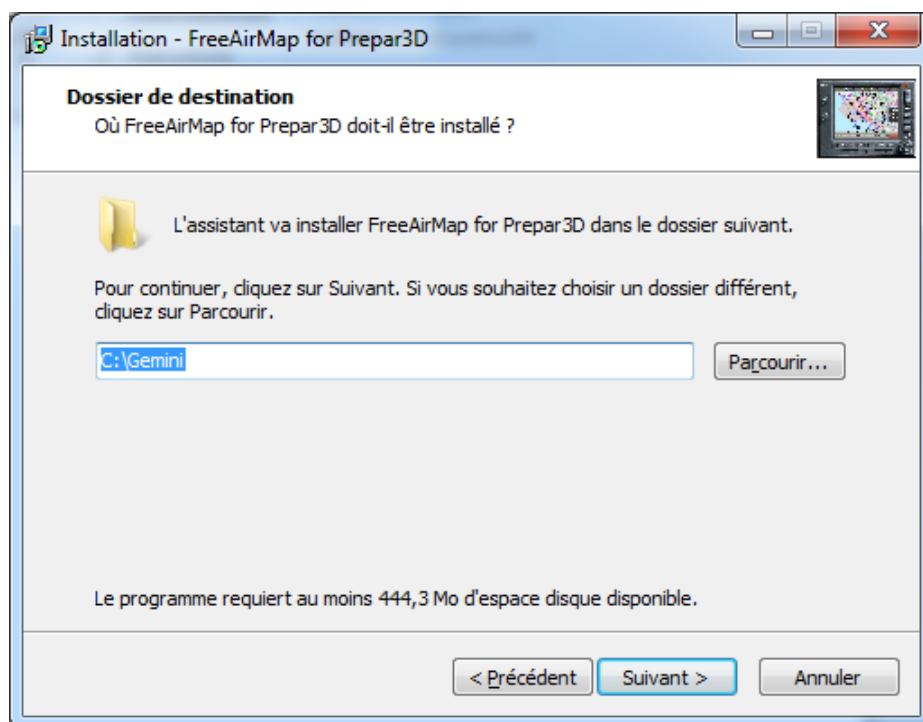 Installation - FreeAirMap for Prepar3D
Dossier de destination
Où FreeAirMap for Prepar3D doit-il être installé ?
L'assistant va installer FreeAirMap for Prepar3D dans le dossier suivant.
Pour continuer, cliquez sur Suivant. Si vous souhaitez choisir un dossier différent,
cliquez sur Parcourir.
C:\Gemini
Parcourir...
Le programme requiert au moins 444,3 Mo d'espace disque disponible.
< Précédent
Suivant >
Annuler